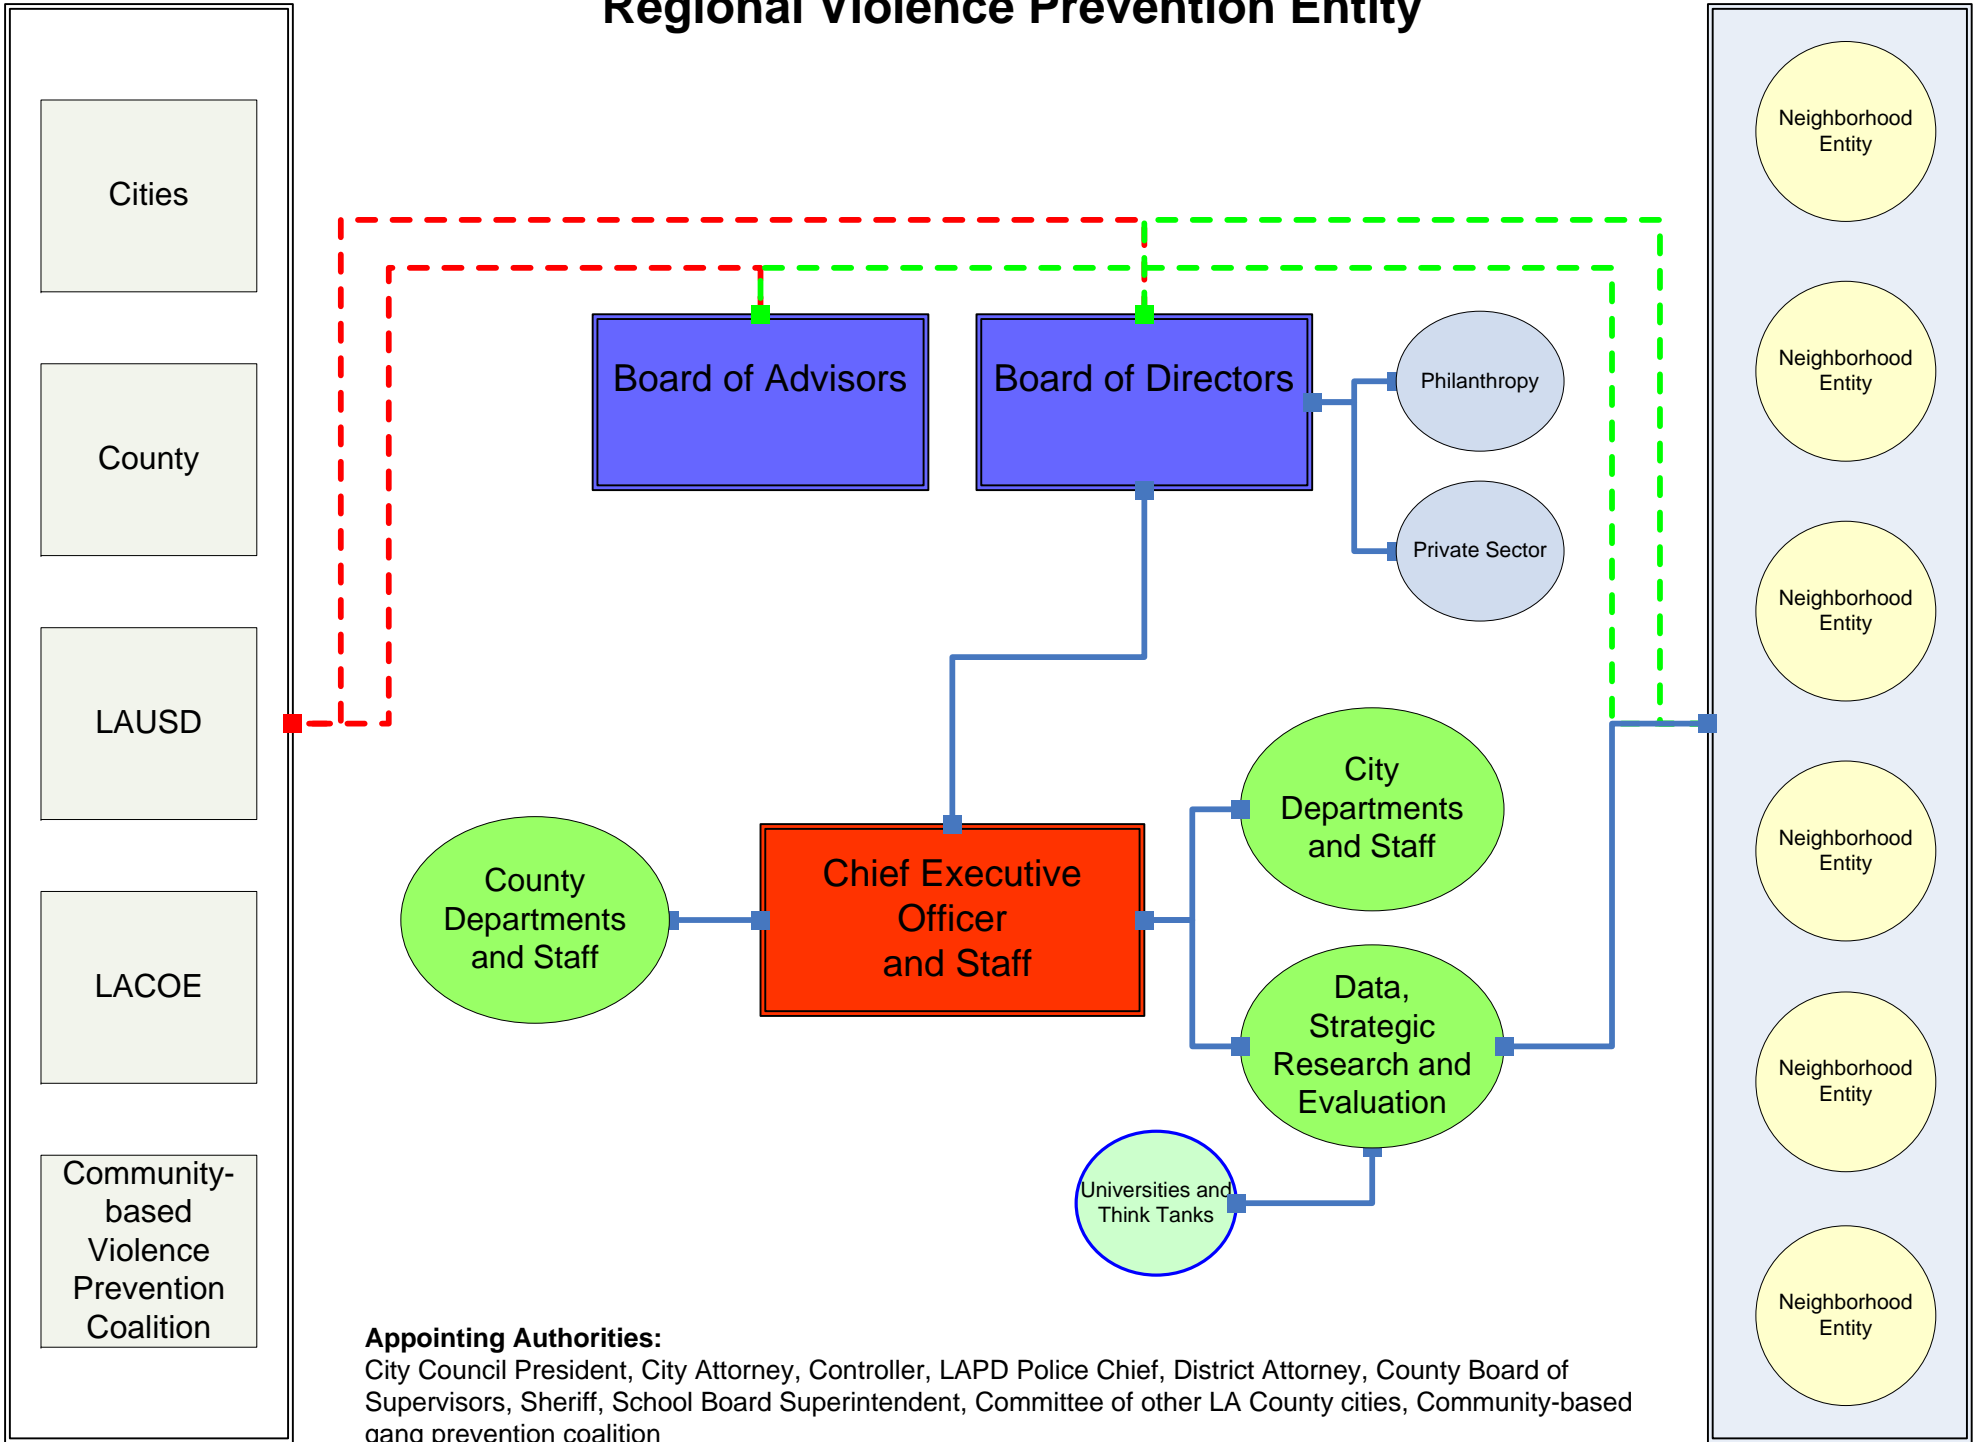 Regional Violence Prevention Entity
Cities
County
LAUSD
LACOE
Community-
based
Violence
Prevention
Coalition
Board of Advisors
Board of Directors
Philanthropy
Private Sector
County
Departments
and Staff
Chief Executive
Officer
and Staff
City
Departments
and Staff
Data,
Strategic
Research and
Evaluation
Universities and
Think Tanks
Neighborhood
Entity
Neighborhood
Entity
Neighborhood
Entity
Neighborhood
Entity
Neighborhood
Entity
Neighborhood
Entity
Appointing Authorities:
City Council President, City Attorney, Controller, LAPD Police Chief, District Attorney, County Board of
Supervisors, Sheriff, School Board Superintendent, Committee of other LA County cities, Community-based
gang prevention coalition